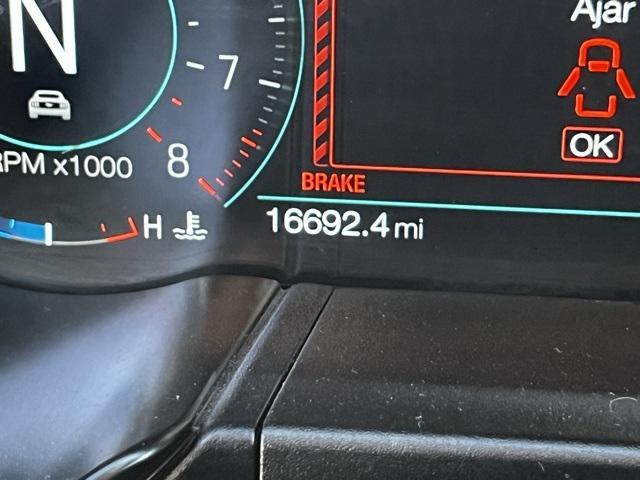 Ajar
N
7
OK
RPM x1000
8
BRAKE
16692.4 mi
H